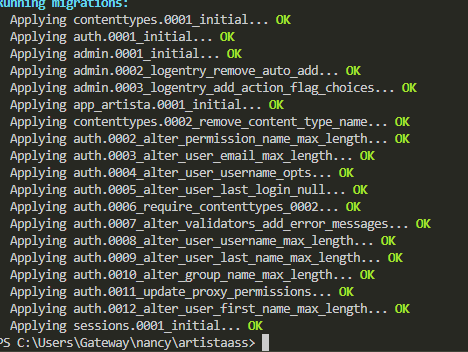 Running migrations:
Applying contenttypes.0001_initial... OK
Applying auth.0001_initial... OK
Applying admin.0001_initial... OK
Applying admin.0002_logentry_remove_auto_add... OK
Applying admin.0003_logentry_add_action_flag_choices... OK
Applying app_artista.0001_initial... OK
Applying contenttypes.0002_remove_content_type_name... OK
Applying auth.0002_alter_permission_name_max_length... OK
Applying auth.0003_alter_user_email_max_length... OK
Applying auth.0004_alter_user_username_opts... OK
Applying auth.0005_alter_user_last_login_null... OK
Applying auth.0006_require_contenttypes_0002... OK
Applying auth.0007_alter_validators_add_error_messages... OK
Applying auth.0008_alter_user_username_max_length... OK
Applying auth.0009_alter_user_last_name_max_length... OK
Applying auth.0010_alter_group_name_max_length... OK
Applying auth.0011_update_proxy_permissions... OK
Applying auth.0012_alter_user_first_name_max_length... OK
Applying sessions.0001_initial... OK
PS C:\Users\Gateway\nancy\artistaass>